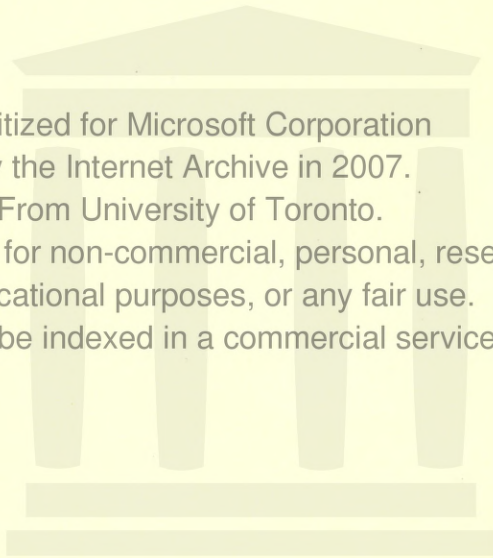 itized for Microsoft Corporation
the Internet Archive in 2007.
From University of Toronto.
for non-commercial, personal, rese
cational purposes, or any fair use.
be indexed in a commercial service